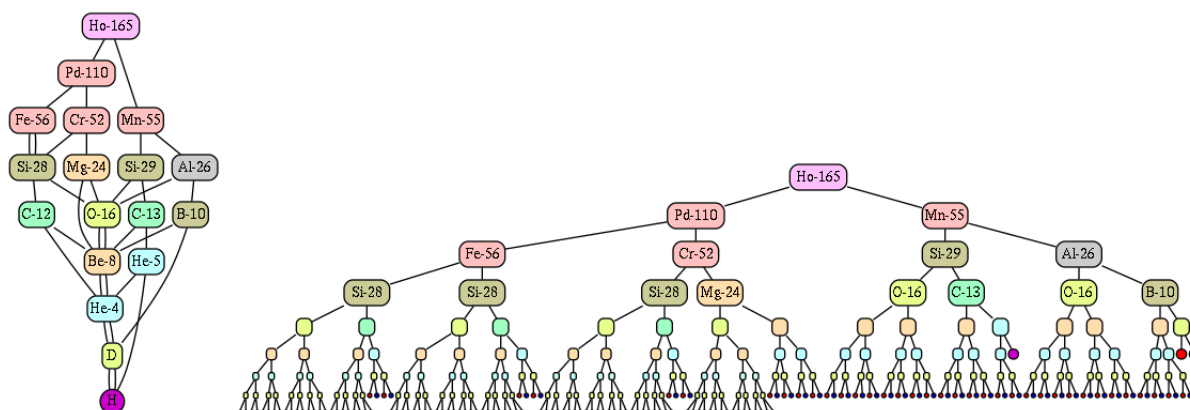 Ho-165
Pd-110
Fe-56 Cr-52 Mn-55
Si-28 Mg-24 Si-29 Al-26
C-12 O-16 C-13 B-10
Be-8 He-5
He-4
D
H
Ho-165
Pd-110 Mn-55
Fe-56 Cr-52 Si-29 Al-26
Si-28 Si-28 Si-28 Mg-24 O-16 C-13 O-16 B-10